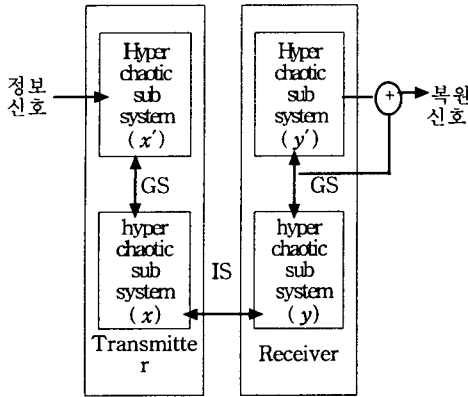 정보
신호
Hyper
chaotic
sub
system
(x′)
GS
hyper
chaotic
sub
system
(x)
Transmitte
r
IS
Hyper
chaotic
sub
system
(y′)
GS
hyper
chaotic
sub
system
(y)
Receiver
+
복원
신호